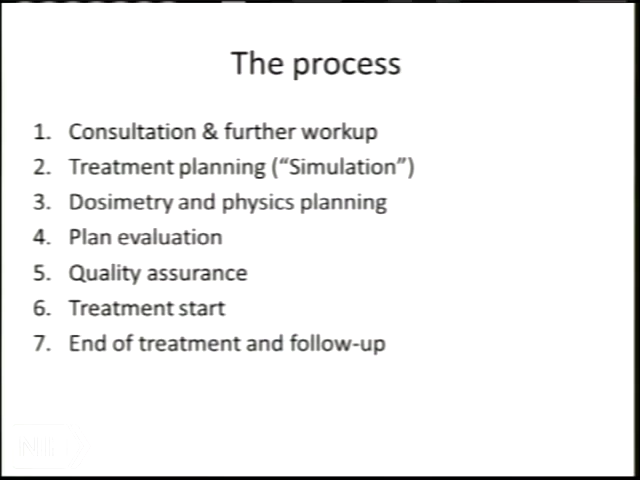 The process
1. Consultation & further workup
2. Treatment planning (“Simulation”)
3. Dosimetry and physics planning
4. Plan evaluation
5. Quality assurance
6. Treatment start
7. End of treatment and follow-up